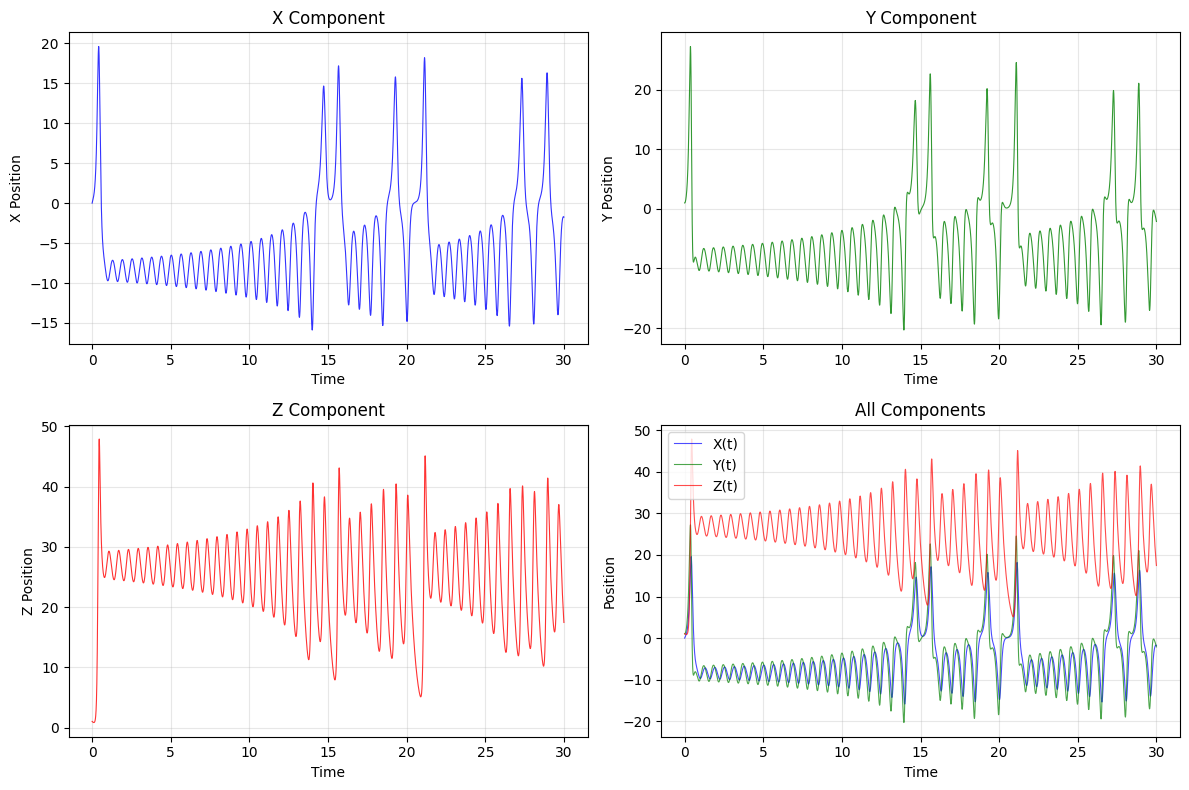 X Component
X Position
20
15
10
5
0
−5
−10
−15
0 5 10 15 20 25 30
Time
Y Component
Y Position
20
10
0
−10
−20
0 5 10 15 20 25 30
Time
Z Component
Z Position
50
40
30
20
10
0
0 5 10 15 20 25 30
Time
All Components
Position
50
40
30
20
10
0
−10
−20
X(t)
Y(t)
Z(t)
0 5 10 15 20 25 30
Time